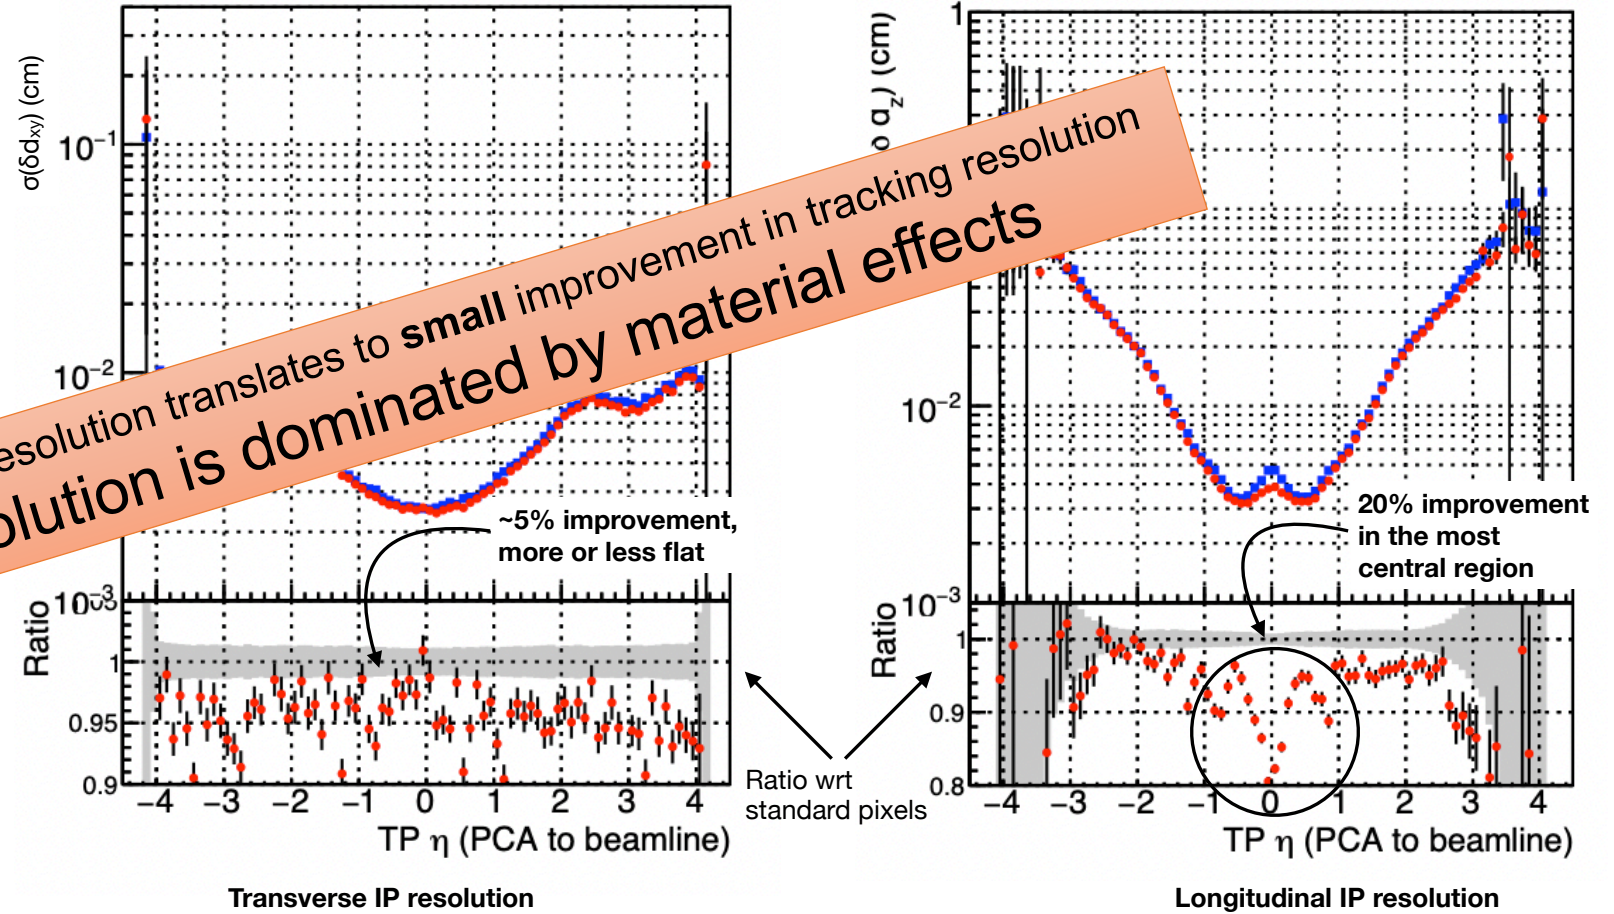 σ(δd_xy) (cm)
10⁻¹
10⁻²
10⁻³
Ratio
1
0.95
0.9
−4 −3 −2 −1 0 1 2 3 4
TP η (PCA to beamline)
Transverse IP resolution
~5% improvement,
more or less flat
translates to small improvement in tracking resolution
is dominated by material effects
Ratio wrt
standard pixels
(cm)
1
10⁻²
10⁻³
Ratio
1
0.9
0.8
−4 −3 −2 −1 0 1 2 3 4
TP η (PCA to beamline)
Longitudinal IP resolution
20% improvement
in the most
central region